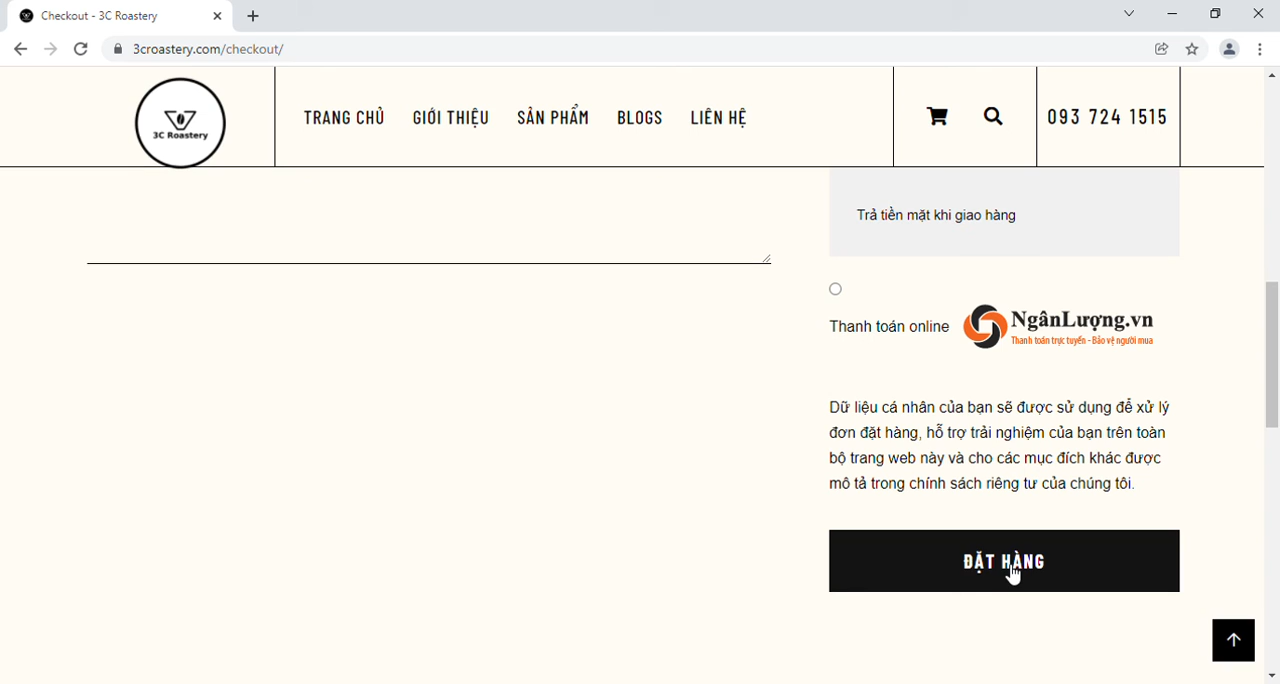 Checkout - 3C Roastery
3croastery.com/checkout/
3C Roastery
TRANG CHỦ GIỚI THIỆU SẢN PHẨM BLOGS LIÊN HỆ
093 724 1515
Trả tiền mặt khi giao hàng
Thanh toán online
NgânLượng.vn
Thanh toán trực tuyến - Bảo vệ người mua
Dữ liệu cá nhân của bạn sẽ được sử dụng để xử lý
đơn đặt hàng, hỗ trợ trải nghiệm của bạn trên toàn
bộ trang web này và cho các mục đích khác được
mô tả trong chính sách riêng tư của chúng tôi.
ĐẶT HÀNG